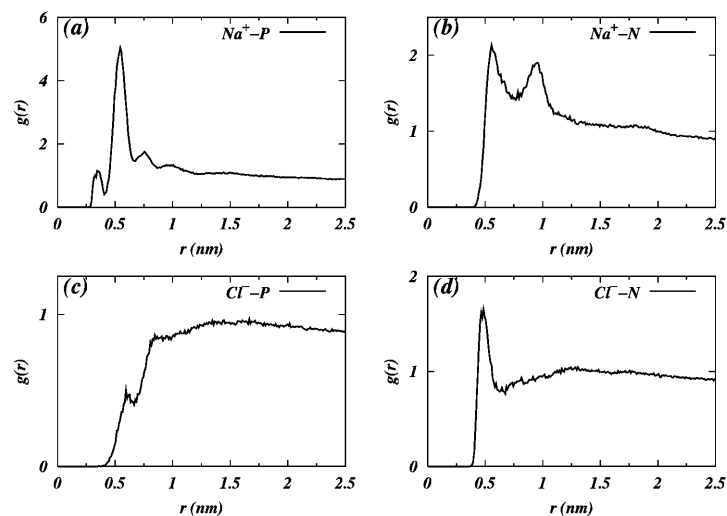 (a)
Na⁺–P
g(r)
6
4
2
0
0 0.5 1 1.5 2 2.5
r (nm)
(b)
Na⁺–N
g(r)
2
1
0
0 0.5 1 1.5 2 2.5
r (nm)
(c)
Cl⁻–P
g(r)
1
0
0 0.5 1 1.5 2 2.5
r (nm)
(d)
Cl⁻–N
g(r)
2
1
0
0 0.5 1 1.5 2 2.5
r (nm)